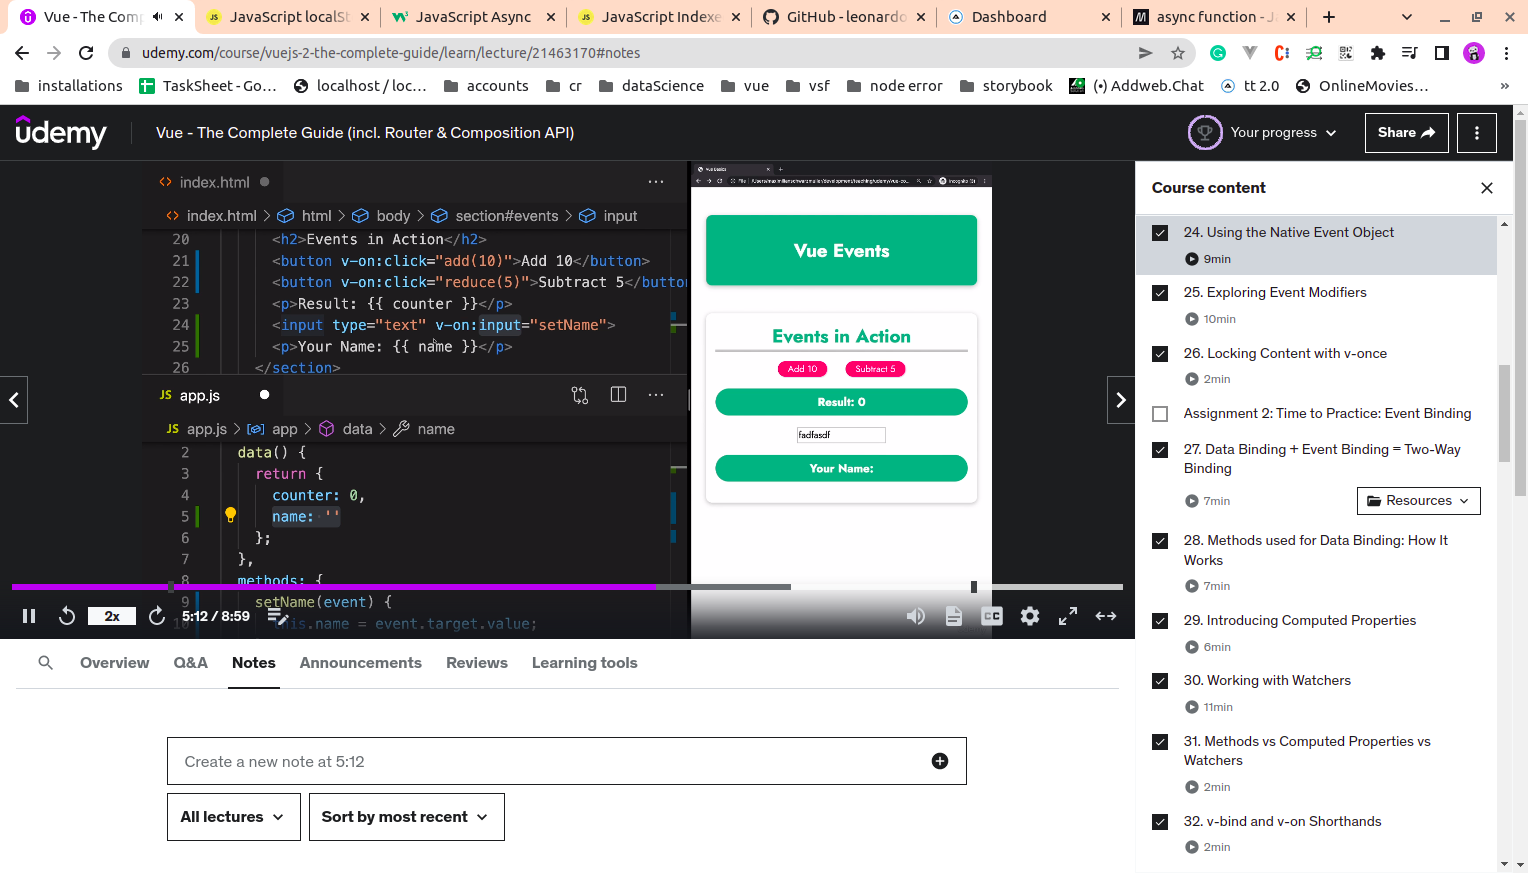 Vue - The Comp
JavaScript localSt
JavaScript Async
JavaScript Indexe
GitHub - leonardo
Dashboard
async function - Ja
udemy.com/course/vuejs-2-the-complete-guide/learn/lecture/21463170#notes
installations
TaskSheet - Go...
localhost / loc...
accounts
cr
dataScience
vue
vsf
node error
storybook
(•) Addweb.Chat
tt 2.0
OnlineMovies...
»
udemy
Vue - The Complete Guide (incl. Router & Composition API)
Your progress
Share
index.html
index.html > html > body > section#events > input
20 <h2>Events in Action</h2>
21 <button v-on:click="add(10)">Add 10</button>
22 <button v-on:click="reduce(5)">Subtract 5</button
23 <p>Result: {{ counter }}</p>
24 <input type="text" v-on:input="setName">
25 <p>Your Name: {{ name }}</p>
26 </section>
JS app.js
JS app.js > app > data > name
2 data() {
3 return {
4 counter: 0,
5 name: ''
6 };
7 },
8 methods: {
9 setName(event) {
10 this.name = event.target.value;
Vue Basics
Vue Events
Events in Action
Add 10
Subtract 5
Result: 0
fadfasdf
Your Name:
2x
5:12 / 8:59
CC
Overview
Q&A
Notes
Announcements
Reviews
Learning tools
Create a new note at 5:12
All lectures
Sort by most recent
Course content
24. Using the Native Event Object
9min
25. Exploring Event Modifiers
10min
26. Locking Content with v-once
2min
Assignment 2: Time to Practice: Event Binding
27. Data Binding + Event Binding = Two-Way
Binding
7min
Resources
28. Methods used for Data Binding: How It
Works
7min
29. Introducing Computed Properties
6min
30. Working with Watchers
11min
31. Methods vs Computed Properties vs
Watchers
2min
32. v-bind and v-on Shorthands
2min